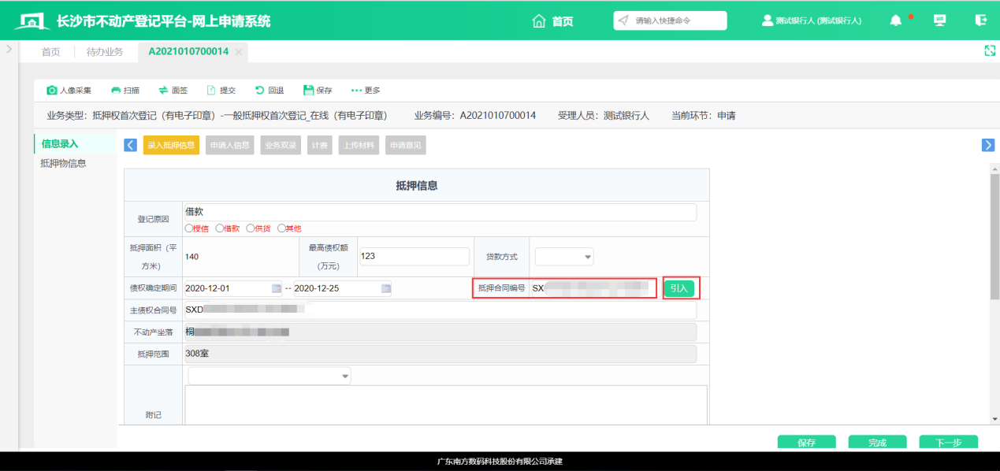 长沙市不动产登记平台-网上申请系统
首页
请输入快捷命令
测试银行人 (测试银行人)
首页 待办业务 A2021010700014
人像采集 扫描 面签 提交 回退 保存 更多
业务类型：抵押权首次登记（有电子印章）-一般抵押权首次登记_在线（有电子印章） 业务编号：A2021010700014 受理人员：测试银行人 当前环节：申请
信息录入
抵押物信息
录入抵押信息 申请人信息 业务双录 计费 上传材料 申请意见
抵押信息
登记原因 借款
授信 借款 供货 其他
抵押面积（平方米） 140 最高债权额（万元） 123 贷款方式
债权确定期间 2020-12-01 -- 2020-12-25 抵押合同编号 SX 引入
主债权合同号 SXD
不动产坐落 桐
抵押范围 308室
附记
保存 完成 下一步
广东南方数码科技股份有限公司承建